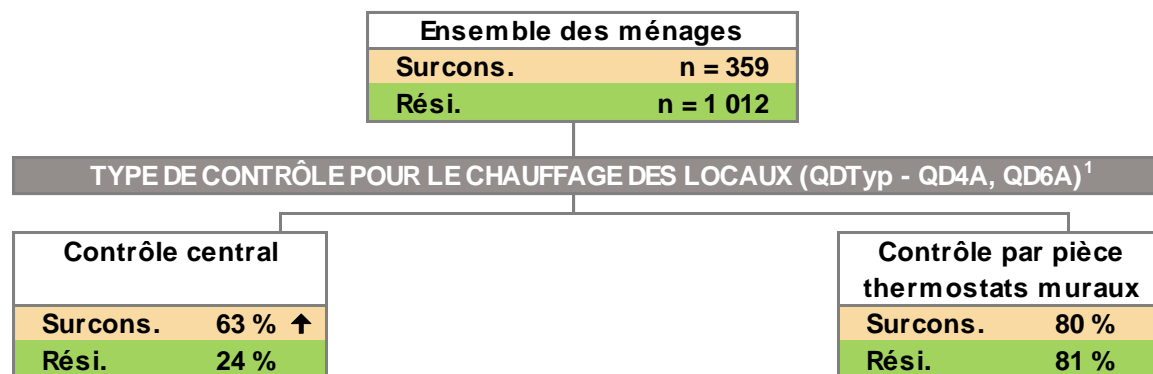 Ensemble des ménages
Surcons. n = 359
Rési. n = 1 012
TYPE DE CONTRÔLE POUR LE CHAUFFAGE DES LOCAUX (QDTyp - QD4A, QD6A)¹
Contrôle central
Surcons. 63 % ↑
Rési. 24 %
Contrôle par pièce
thermostats muraux
Surcons. 80 %
Rési. 81 %